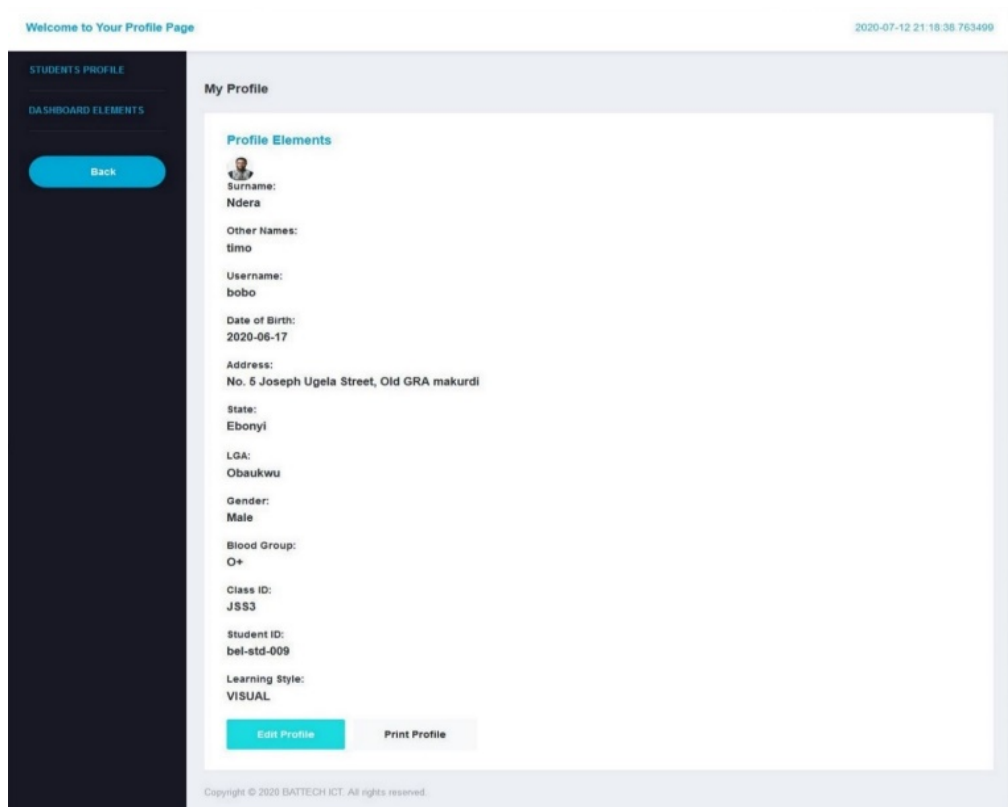 Welcome to Your Profile Page
2020-07-12 21:18:38.763499
STUDENTS PROFILE
DASHBOARD ELEMENTS
Back
My Profile
Profile Elements
Surname:
Ndera
Other Names:
timo
Username:
bobo
Date of Birth:
2020-06-17
Address:
No. 5 Joseph Ugela Street, Old GRA makurdi
State:
Ebonyi
LGA:
Obaukwu
Gender:
Male
Blood Group:
O+
Class ID:
JSS3
Student ID:
bel-std-009
Learning Style:
VISUAL
Edit Profile
Print Profile
Copyright © 2020 BATTECH ICT. All rights reserved.